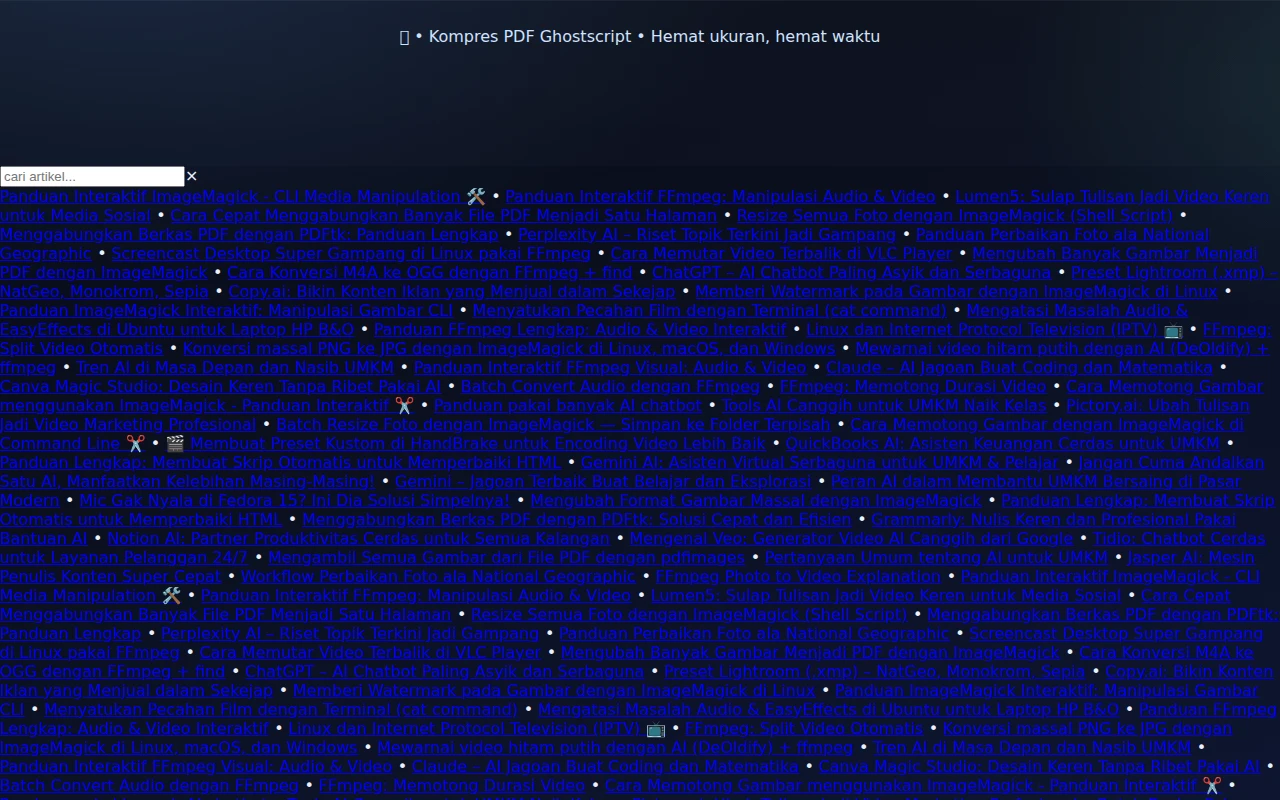 • Kompres PDF Ghostscript • Hemat ukuran, hemat waktu
cari artikel... ✕
Panduan Interaktif ImageMagick - CLI Media Manipulation 🛠️ • Panduan Interaktif FFmpeg: Manipulasi Audio & Video • Lumen5: Sulap Tulisan Jadi Video Keren
untuk Media Sosial • Cara Cepat Menggabungkan Banyak File PDF Menjadi Satu Halaman • Resize Semua Foto dengan ImageMagick (Shell Script) •
Menggabungkan Berkas PDF dengan PDFtk: Panduan Lengkap • Perplexity AI – Riset Topik Terkini Jadi Gampang • Panduan Perbaikan Foto ala National
Geographic • Screencast Desktop Super Gampang di Linux pakai FFmpeg • Cara Memutar Video Terbalik di VLC Player • Mengubah Banyak Gambar Menjadi
PDF dengan ImageMagick • Cara Konversi M4A ke OGG dengan FFmpeg + find • ChatGPT – AI Chatbot Paling Asyik dan Serbaguna • Preset Lightroom (.xmp) –
NatGeo, Monokrom, Sepia • Copy.ai: Bikin Konten Iklan yang Menjual dalam Sekejap • Memberi Watermark pada Gambar dengan ImageMagick di Linux •
Panduan ImageMagick Interaktif: Manipulasi Gambar CLI • Menyatukan Pecahan Film dengan Terminal (cat command) • Mengatasi Masalah Audio &
EasyEffects di Ubuntu untuk Laptop HP B&O • Panduan FFmpeg Lengkap: Audio & Video Interaktif • Linux dan Internet Protocol Television (IPTV) 📺 • FFmpeg:
Split Video Otomatis • Konversi massal PNG ke JPG dengan ImageMagick di Linux, macOS, dan Windows • Mewarnai video hitam putih dengan AI (DeOldify) +
ffmpeg • Tren AI di Masa Depan dan Nasib UMKM • Panduan Interaktif FFmpeg Visual: Audio & Video • Claude – AI Jagoan Buat Coding dan Matematika •
Canva Magic Studio: Desain Keren Tanpa Ribet Pakai AI • Batch Convert Audio dengan FFmpeg • FFmpeg: Memotong Durasi Video • Cara Memotong Gambar
menggunakan ImageMagick - Panduan Interaktif ✂️ • Panduan pakai banyak AI chatbot • Tools AI Canggih untuk UMKM Naik Kelas • Pictory.ai: Ubah Tulisan
Jadi Video Marketing Profesional • Batch Resize Foto dengan ImageMagick — Simpan ke Folder Terpisah • Cara Memotong Gambar dengan ImageMagick di
Command Line ✂️ • 🎬 Membuat Preset Kustom di HandBrake untuk Encoding Video Lebih Baik • QuickBooks AI: Asisten Keuangan Cerdas untuk UMKM •
Panduan Lengkap: Membuat Skrip Otomatis untuk Memperbaiki HTML • Gemini AI: Asisten Virtual Serbaguna untuk UMKM & Pelajar • Jangan Cuma Andalkan
Satu AI, Manfaatkan Kelebihan Masing-Masing! • Gemini – Jagoan Terbaik Buat Belajar dan Eksplorasi • Peran AI dalam Membantu UMKM Bersaing di Pasar
Modern • Mic Gak Nyala di Fedora 15? Ini Dia Solusi Simpelnya! • Mengubah Format Gambar Massal dengan ImageMagick • Panduan Lengkap: Membuat Skrip
Otomatis untuk Memperbaiki HTML • Menggabungkan Berkas PDF dengan PDFtk: Solusi Cepat dan Efisien • Grammarly: Nulis Keren dan Profesional Pakai
Bantuan AI • Notion AI: Partner Produktivitas Cerdas untuk Semua Kalangan • Mengenal Veo: Generator Video AI Canggih dari Google • Tidio: Chatbot Cerdas
untuk Layanan Pelanggan 24/7 • Mengambil Semua Gambar dari File PDF dengan pdfimages • Pertanyaan Umum tentang AI untuk UMKM • Jasper AI: Mesin
Penulis Konten Super Cepat • Workflow Perbaikan Foto ala National Geographic • FFmpeg Photo to Video Explanation • Panduan Interaktif ImageMagick - CLI
Media Manipulation 🛠️ • Panduan Interaktif FFmpeg: Manipulasi Audio & Video • Lumen5: Sulap Tulisan Jadi Video Keren untuk Media Sosial • Cara Cepat
Menggabungkan Banyak File PDF Menjadi Satu Halaman • Resize Semua Foto dengan ImageMagick (Shell Script) • Menggabungkan Berkas PDF dengan PDFtk:
Panduan Lengkap • Perplexity AI – Riset Topik Terkini Jadi Gampang • Panduan Perbaikan Foto ala National Geographic • Screencast Desktop Super Gampang
di Linux pakai FFmpeg • Cara Memutar Video Terbalik di VLC Player • Mengubah Banyak Gambar Menjadi PDF dengan ImageMagick • Cara Konversi M4A ke
OGG dengan FFmpeg + find • ChatGPT – AI Chatbot Paling Asyik dan Serbaguna • Preset Lightroom (.xmp) – NatGeo, Monokrom, Sepia • Copy.ai: Bikin Konten
Iklan yang Menjual dalam Sekejap • Memberi Watermark pada Gambar dengan ImageMagick di Linux • Panduan ImageMagick Interaktif: Manipulasi Gambar
CLI • Menyatukan Pecahan Film dengan Terminal (cat command) • Mengatasi Masalah Audio & EasyEffects di Ubuntu untuk Laptop HP B&O • Panduan FFmpeg
Lengkap: Audio & Video Interaktif • Linux dan Internet Protocol Television (IPTV) 📺 • FFmpeg: Split Video Otomatis • Konversi massal PNG ke JPG dengan
ImageMagick di Linux, macOS, dan Windows • Mewarnai video hitam putih dengan AI (DeOldify) + ffmpeg • Tren AI di Masa Depan dan Nasib UMKM •
Panduan Interaktif FFmpeg Visual: Audio & Video • Claude – AI Jagoan Buat Coding dan Matematika • Canva Magic Studio: Desain Keren Tanpa Ribet Pakai AI •
Batch Convert Audio dengan FFmpeg • FFmpeg: Memotong Durasi Video • Cara Memotong Gambar menggunakan ImageMagick - Panduan Interaktif ✂️ •